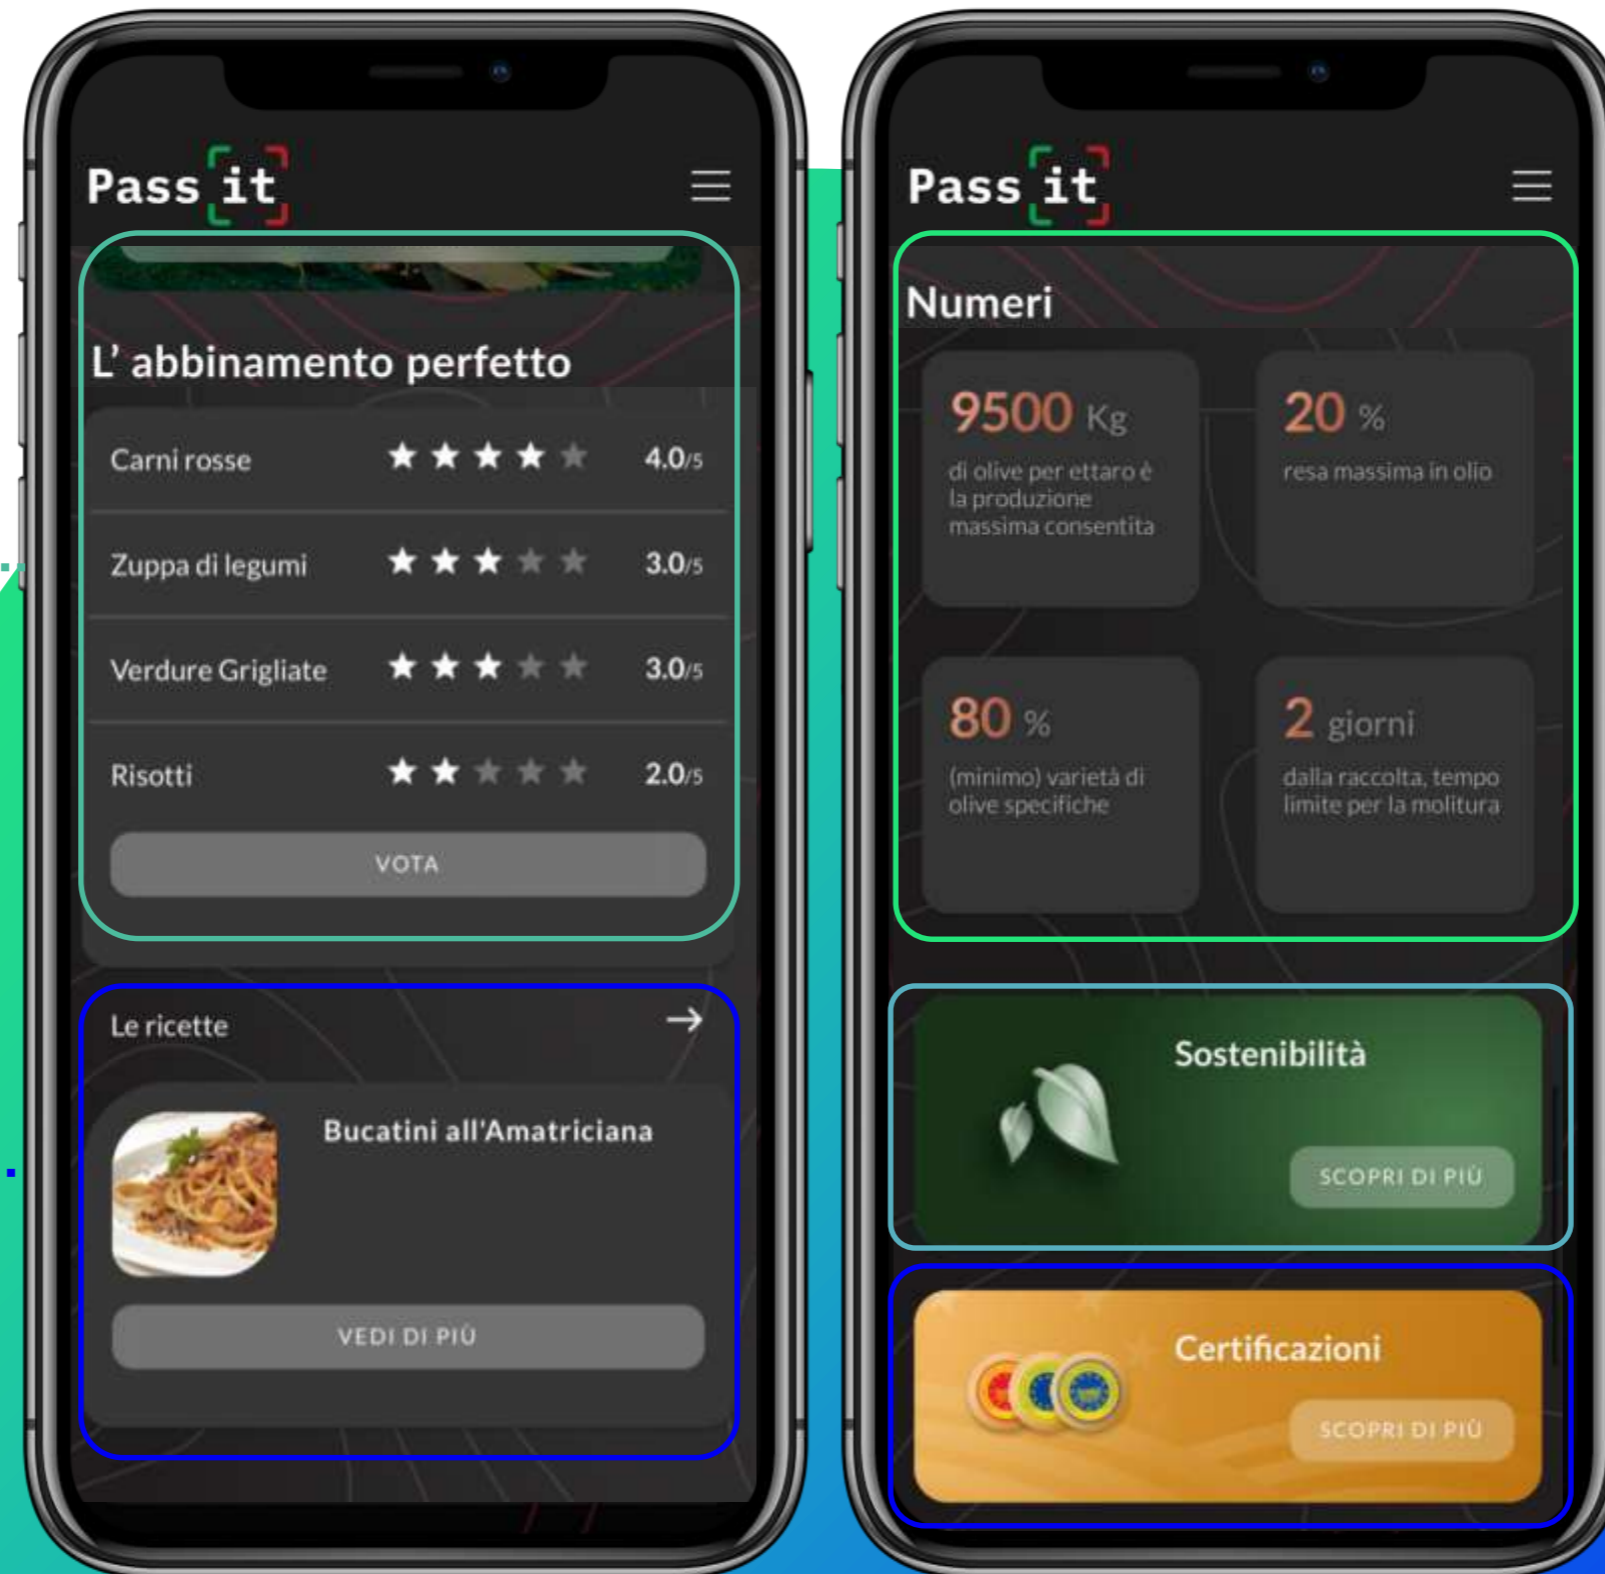 Pass it
L' abbinamento perfetto
Carni rosse 4.0/5
Zuppa di legumi 3.0/5
Verdure Grigliate 3.0/5
Risotti 2.0/5
VOTA
Le ricette
Bucatini all'Amatriciana
VEDI DI PIÙ
Pass it
Numeri
9500 Kg
di olive per ettaro è
la produzione
massima consentita
20 %
resa massima in olio
80 %
(minimo) varietà di
olive specifiche
2 giorni
dalla raccolta, tempo
limite per la molitura
Sostenibilità
SCOPRI DI PIÙ
Certificazioni
SCOPRI DI PIÙ